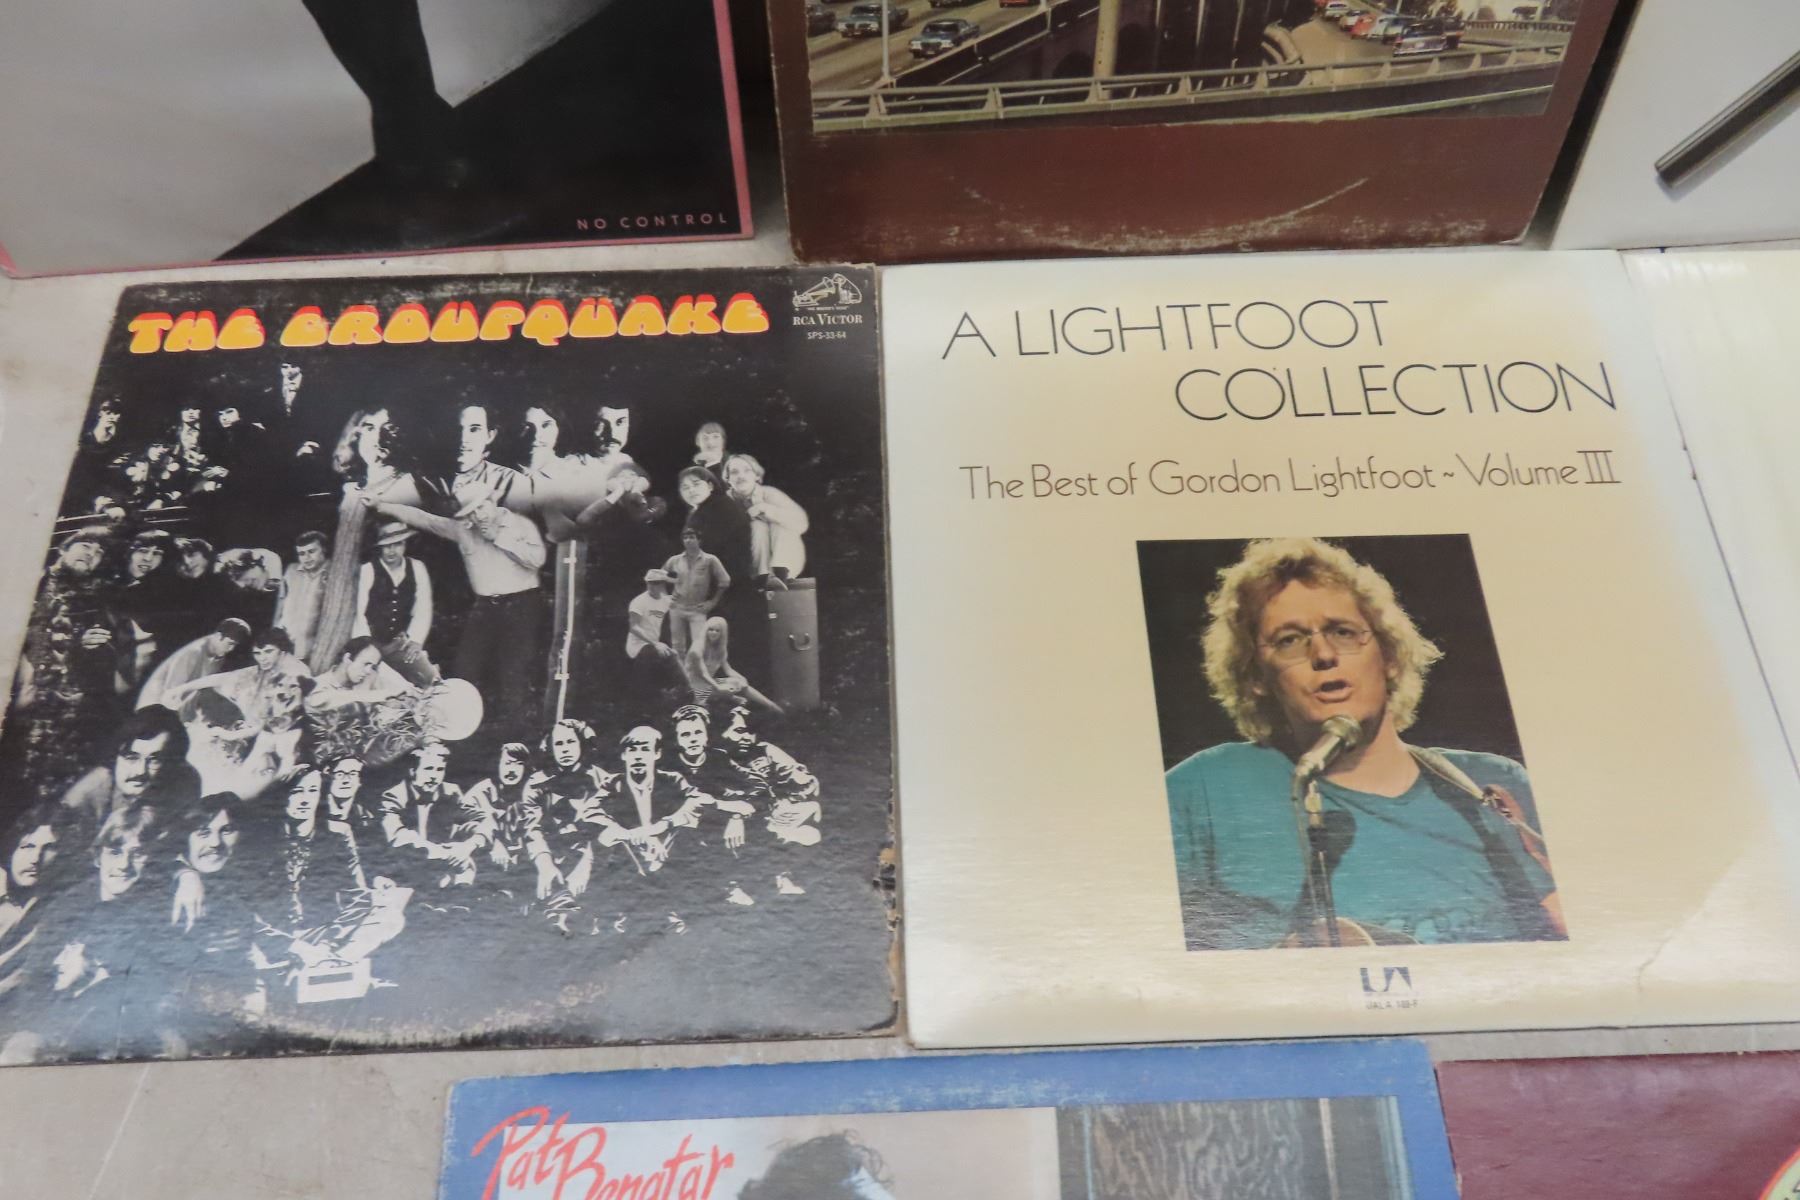 NO CONTROL
THE GROUPQUAKE
RCA VICTOR
SPS-33-64
A LIGHTFOOT
COLLECTION
The Best of Gordon Lightfoot ~ Volume III
UA
Pat Benatar